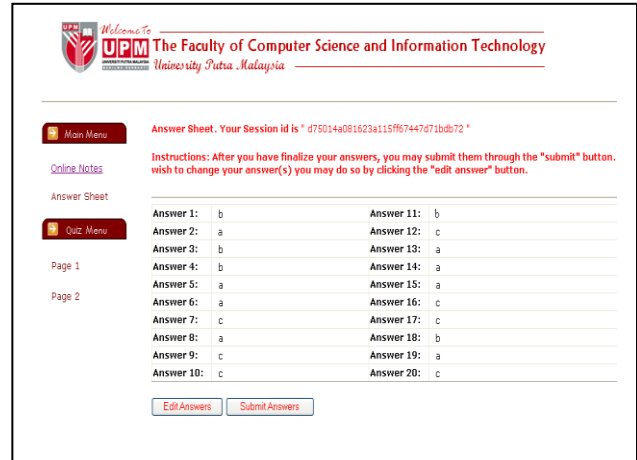 Welcome To
UPM The Faculty of Computer Science and Information Technology
Univesrity Putra Malaysia
Main Menu
Online Notes
Answer Sheet
Quiz Menu
Page 1
Page 2
Answer Sheet. Your Session id is " d75014a081623a115ff67447d71bdb72 "
Instructions: After you have finalize your answers, you may submit them through the "submit" button.
wish to change your answer(s) you may do so by clicking the "edit answer" button.
Answer 1: b Answer 11: b
Answer 2: a Answer 12: c
Answer 3: b Answer 13: a
Answer 4: b Answer 14: a
Answer 5: a Answer 15: a
Answer 6: a Answer 16: c
Answer 7: c Answer 17: c
Answer 8: a Answer 18: b
Answer 9: c Answer 19: a
Answer 10: c Answer 20: c
Edit Answers Submit Answers